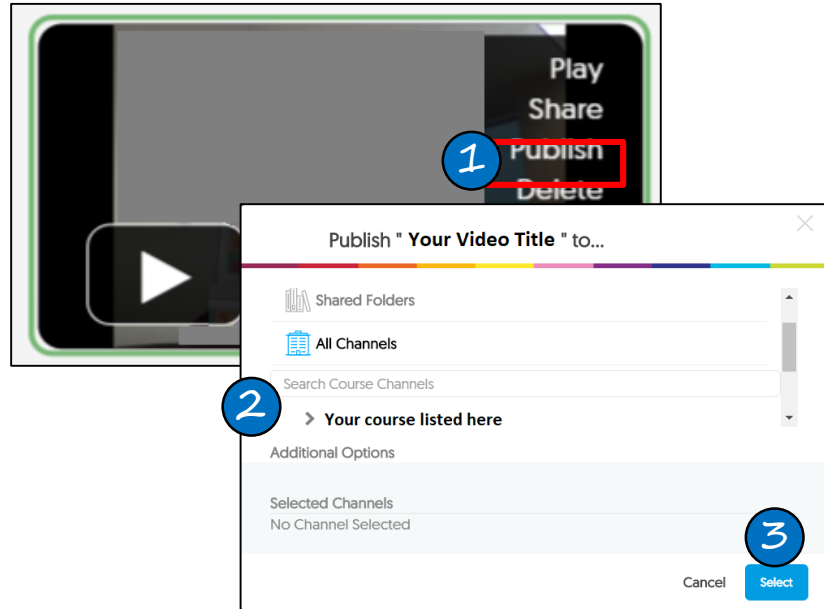 Play
Share
1
Publish
Delete
Publish " Your Video Title " to...
Shared Folders
All Channels
Search Course Channels
2
Your course listed here
Additional Options
Selected Channels
No Channel Selected
3
Cancel Select